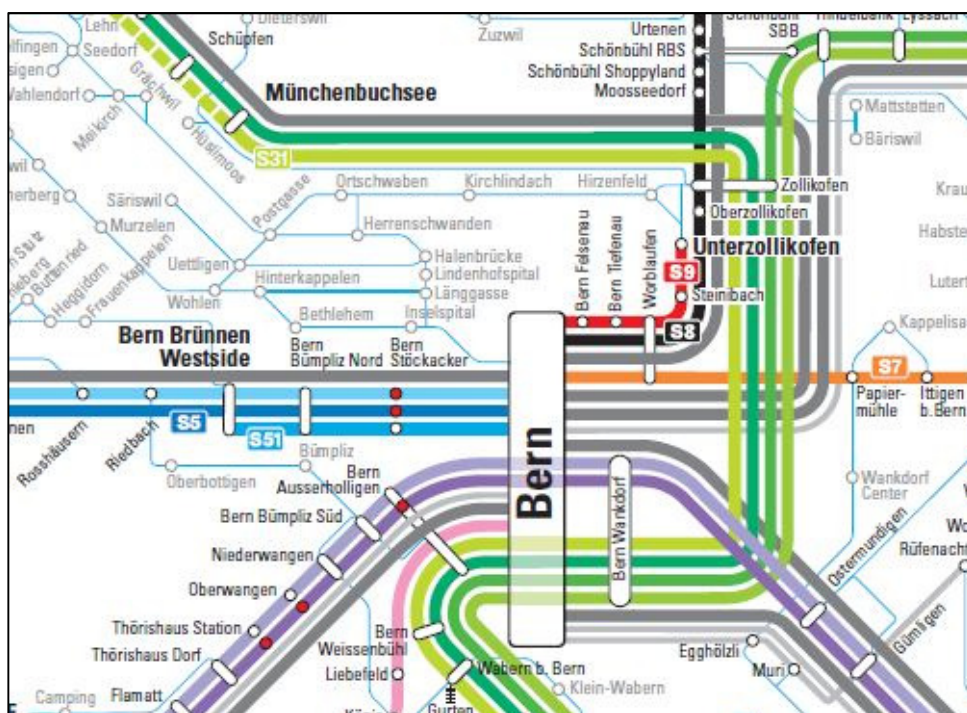 Lehn
Seedorf
Wahlendorf
Meikirch
Grächwil
Hüslimoos
Schüpfen
Dieterswil
Zuzwil
Münchenbuchsee
S31
Urtenen
Schönbühl RBS
Schönbühl Shoppyland
Moosseedorf
Schönbühl
SBB
Hindelbank
Lyssach
Mattstetten
Bäriswil
Säriswil
Murzelen
Postgasse
Ortschwaben
Kirchlindach
Hirzenfeld
Zollikofen
Oberzollikofen
Unterzollikofen
Herrenschwanden
Uettligen
Halenbrücke
Lindenhofspital
Länggasse
Hinterkappelen
Wohlen
Bethlehem
Inselspital
Buttenried
Heggidorn
Frauenkappelen
Bern Felsenau
Bern Tiefenau
Worblaufen
S9
Steinibach
S8
Bern Brünnen
Westside
Bern
Bümpliz Nord
Bern
Stöckacker
Kappelisa
S7
Papier-
mühle
Ittigen
b. Bern
S5
S51
Rosshäusern
Riedbach
Oberbottigen
Bümpliz
Bern
Ausserholligen
Bern
Bern Wankdorf
Wankdorf
Center
Bern Bümpliz Süd
Niederwangen
Oberwangen
Thörishaus Station
Thörishaus Dorf
Flamatt
Camping
Bern
Weissenbühl
Liebefeld
Wabern b. Bern
Klein-Wabern
Gurten
Ostermundigen
Rüfenacht
Gümligen
Egghölzli
Muri